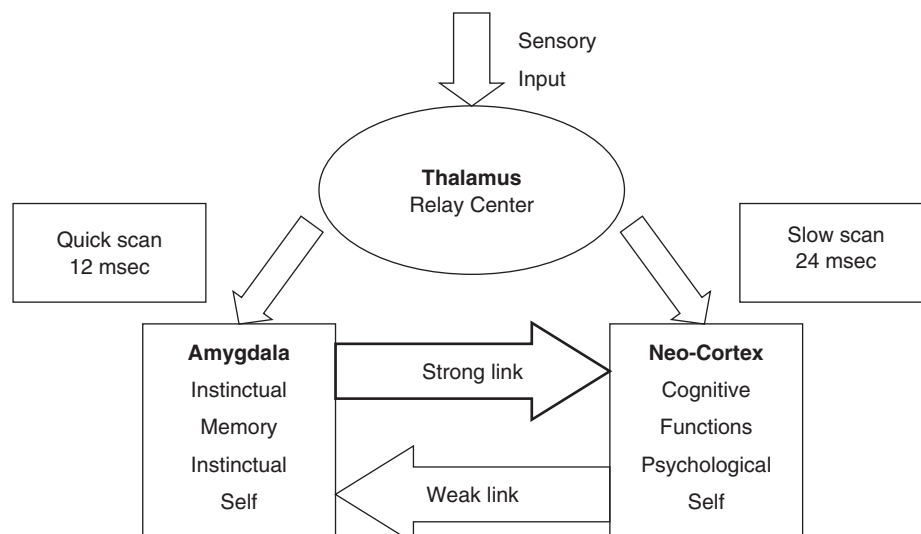 Sensory
Input
Thalamus
Relay Center
Quick scan
12 msec
Slow scan
24 msec
Amygdala
Instinctual
Memory
Instinctual
Self
Strong link
Weak link
Neo-Cortex
Cognitive
Functions
Psychological
Self